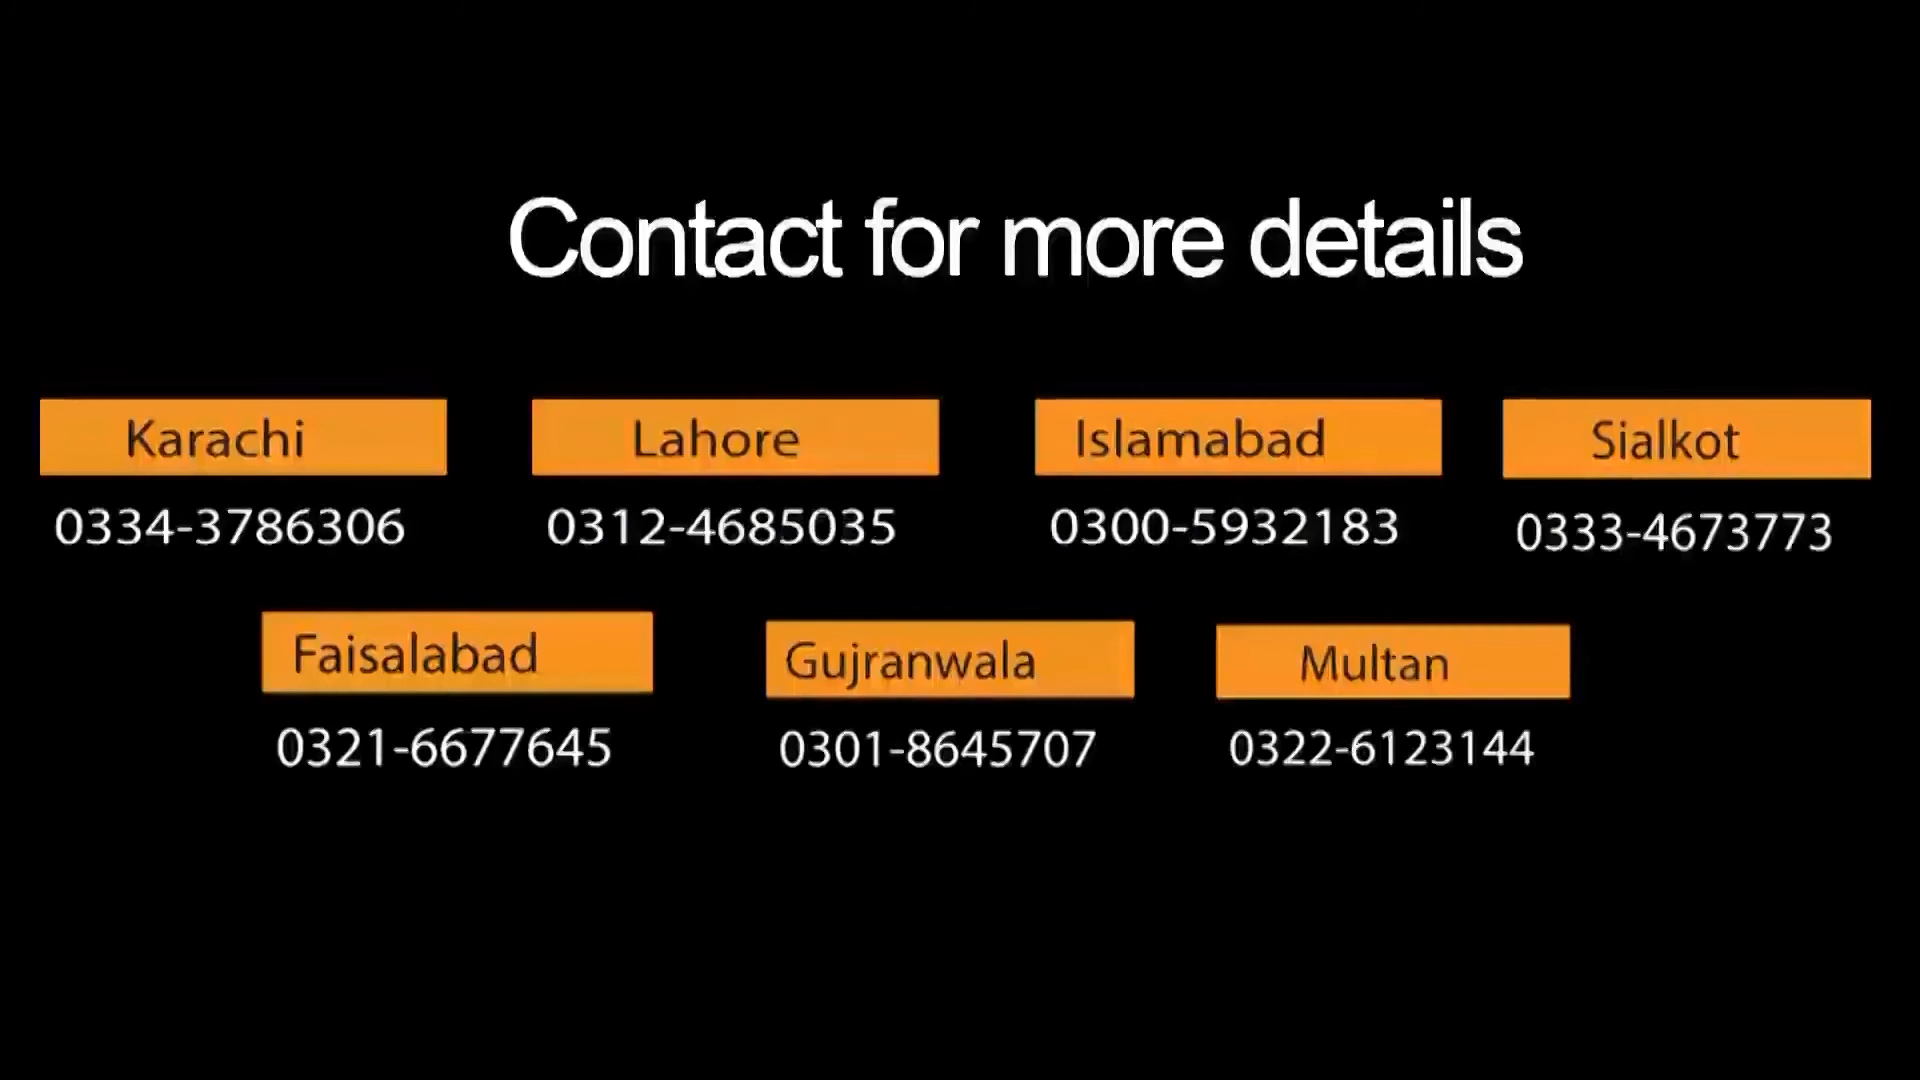 Contact for more details
Karachi Lahore Islamabad Sialkot
0334-3786306 0312-4685035 0300-5932183 0333-4673773
Faisalabad Gujranwala Multan
0321-6677645 0301-8645707 0322-6123144